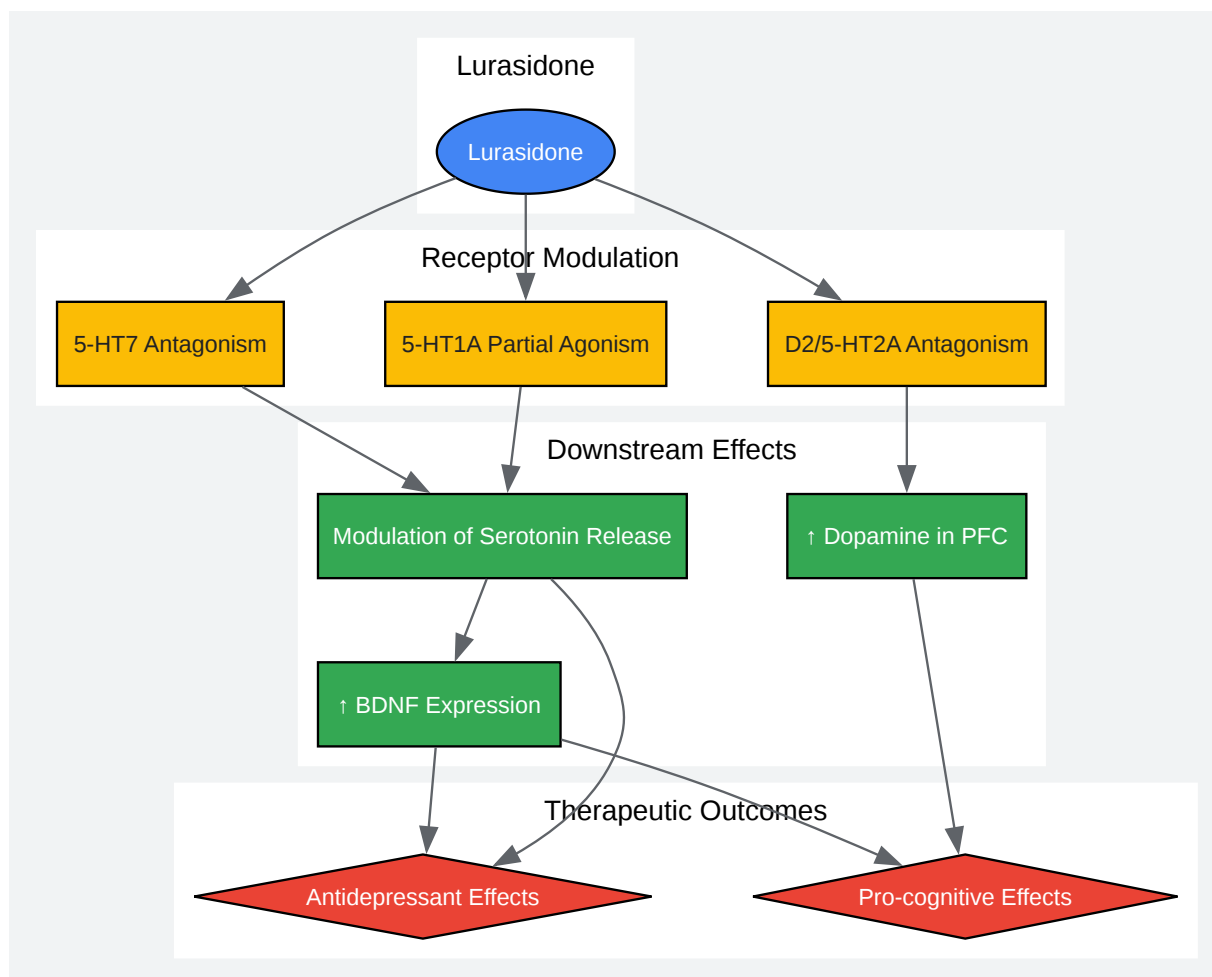 Lurasidone
Lurasidone
Receptor Modulation
5-HT7 Antagonism
5-HT1A Partial Agonism
D2/5-HT2A Antagonism
Downstream Effects
Modulation of Serotonin Release
↑ Dopamine in PFC
↑ BDNF Expression
Therapeutic Outcomes
Antidepressant Effects
Pro-cognitive Effects